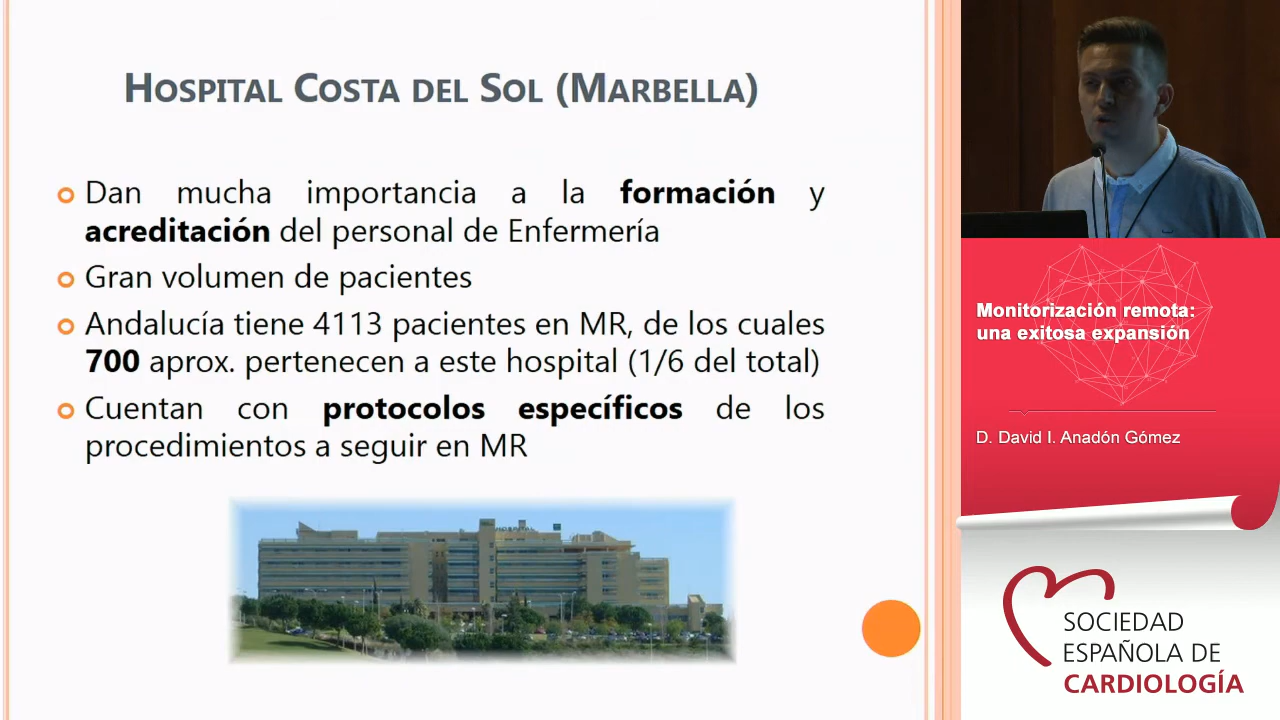 HOSPITAL COSTA DEL SOL (MARBELLA)
Dan mucha importancia a la formación y
acreditación del personal de Enfermería
Gran volumen de pacientes
Andalucía tiene 4113 pacientes en MR, de los cuales
700 aprox. pertenecen a este hospital (1/6 del total)
Cuentan con protocolos específicos de los
procedimientos a seguir en MR
Monitorización remota:
una exitosa expansión
D. David I. Anadón Gómez
SOCIEDAD
ESPAÑOLA DE
CARDIOLOGÍA